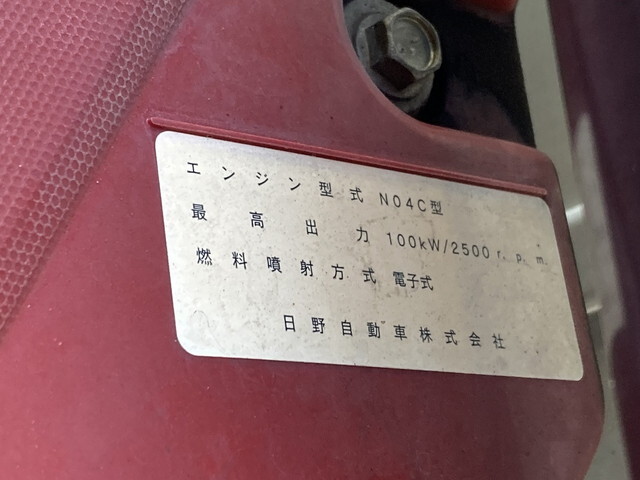 エンジン型式 N04C型
最高出力 100kW/2500r.p.m.
燃料噴射方式 電子式
日野自動車株式会社